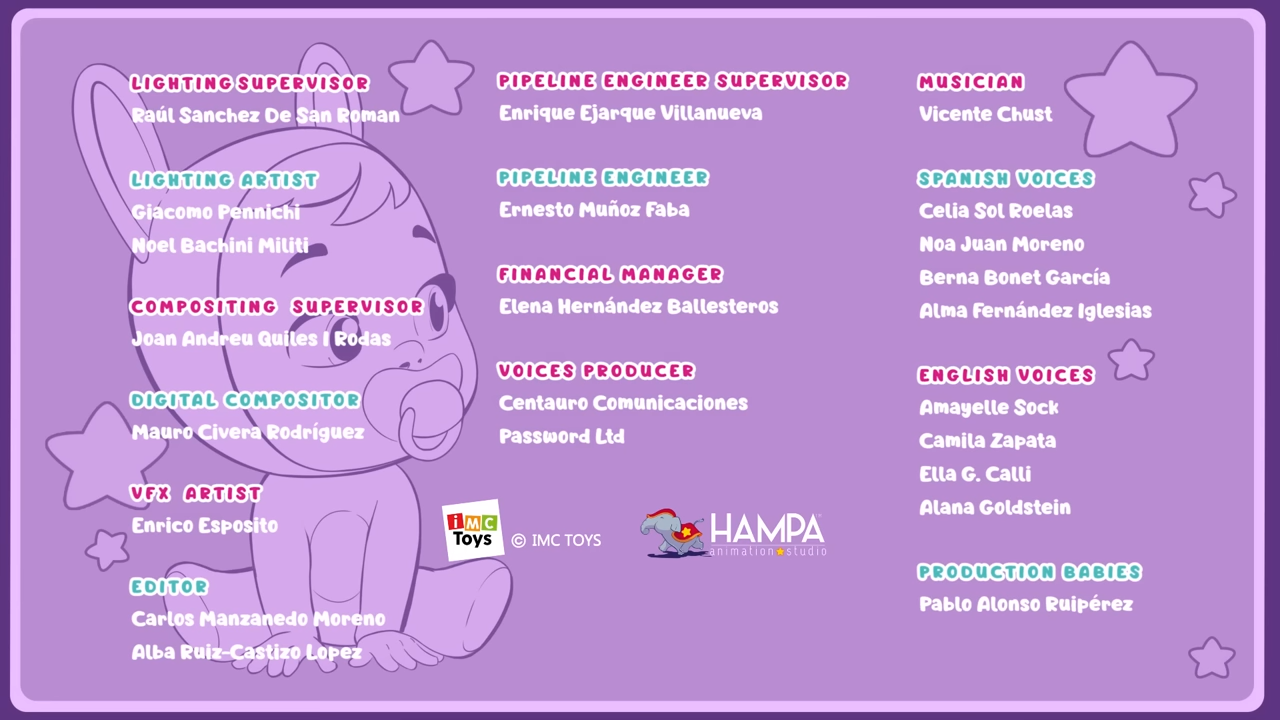 LIGHTING SUPERVISOR
Raúl Sanchez De San Roman
LIGHTING ARTIST
Giacomo Pennichi
Noel Bachini Militi
COMPOSITING SUPERVISOR
Joan Andreu Quiles I Rodas
DIGITAL COMPOSITOR
Mauro Civera Rodríguez
VFX ARTIST
Enrico Esposito
EDITOR
Carlos Manzanedo Moreno
Alba Ruiz-Castizo Lopez
PIPELINE ENGINEER SUPERVISOR
Enrique Ejarque Villanueva
PIPELINE ENGINEER
Ernesto Muñoz Faba
FINANCIAL MANAGER
Elena Hernández Ballesteros
VOICES PRODUCER
Centauro Comunicaciones
Password Ltd
iMC
Toys
© IMC TOYS
HAMPA
animation studio
MUSICIAN
Vicente Chust
SPANISH VOICES
Celia Sol Roelas
Noa Juan Moreno
Berna Bonet García
Alma Fernández Iglesias
ENGLISH VOICES
Amayelle Sock
Camila Zapata
Ella G. Calli
Alana Goldstein
PRODUCTION BABIES
Pablo Alonso Ruipérez